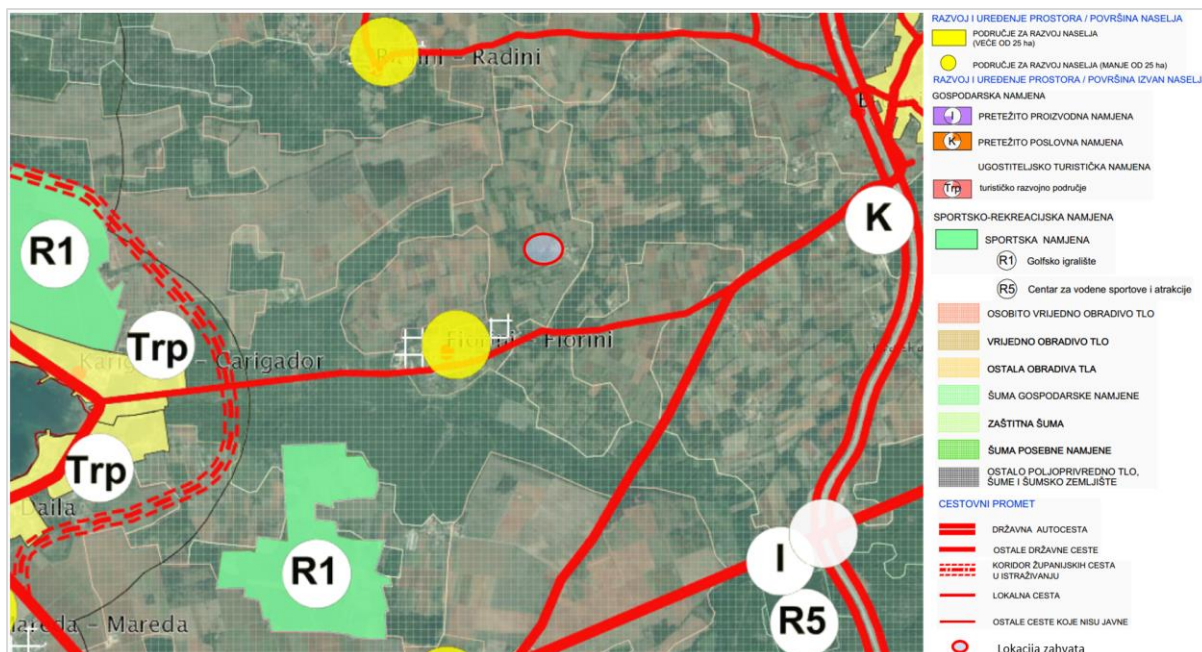 Radini - Radini
R1
K
Trp
Fiorini - Fiorini
Karigador - Carigador
Trp
Daila
R1
I
R5
Mareda - Mareda
RAZVOJ I UREĐENJE PROSTORA / POVRŠINA NASELJA
PODRUČJE ZA RAZVOJ NASELJA
(VEĆE OD 25 ha)
PODRUČJE ZA RAZVOJ NASELJA (MANJE OD 25 ha)
RAZVOJ I UREĐENJE PROSTORA / POVRŠINA IZVAN NASELJ
GOSPODARSKA NAMJENA
I PRETEŽITO PROIZVODNA NAMJENA
K PRETEŽITO POSLOVNA NAMJENA
UGOSTITELJSKO TURISTIČKA NAMJENA
Trp turističko razvojno područje
SPORTSKO-REKREACIJSKA NAMJENA
SPORTSKA NAMJENA
R1 Golfsko igralište
R5 Centar za vodene sportove i atrakcije
OSOBITO VRIJEDNO OBRADIVO TLO
VRIJEDNO OBRADIVO TLO
OSTALA OBRADIVA TLA
ŠUMA GOSPODARSKE NAMJENE
ZAŠTITNA ŠUMA
ŠUMA POSEBNE NAMJENE
OSTALO POLJOPRIVREDNO TLO,
ŠUME I ŠUMSKO ZEMLJIŠTE
CESTOVNI PROMET
DRŽAVNA AUTOCESTA
OSTALE DRŽAVNE CESTE
KORIDOR ŽUPANIJSKIH CESTA
U ISTRAŽIVANJU
LOKALNA CESTA
OSTALE CESTE KOJE NISU JAVNE
Lokacija zahvata